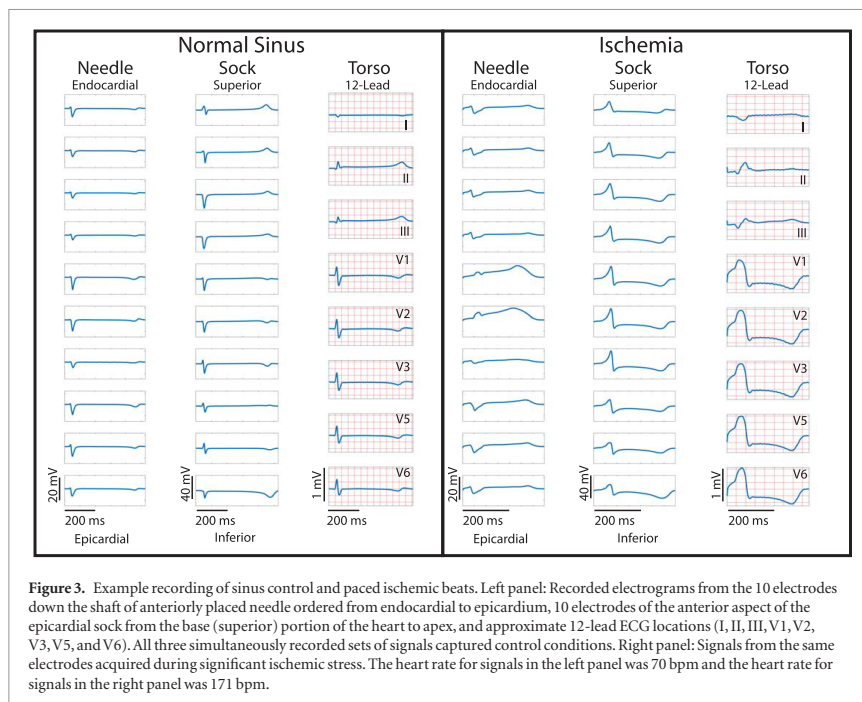 Normal Sinus
Needle
Endocardial
Sock
Superior
Torso
12-Lead
I
II
III
V1
V2
V3
V5
V6
20 mV
40 mV
1 mV
200 ms
200 ms
200 ms
Epicardial
Inferior
Ischemia
Needle
Endocardial
Sock
Superior
Torso
12-Lead
I
II
III
V1
V2
V3
V5
V6
20 mV
40 mV
1 mV
200 ms
200 ms
200 ms
Epicardial
Inferior
Figure 3. Example recording of sinus control and paced ischemic beats. Left panel: Recorded electrograms from the 10 electrodes
down the shaft of anteriorly placed needle ordered from endocardial to epicardium, 10 electrodes of the anterior aspect of the
epicardial sock from the base (superior) portion of the heart to apex, and approximate 12-lead ECG locations (I, II, III, V1, V2,
V3, V5, and V6). All three simultaneously recorded sets of signals captured control conditions. Right panel: Signals from the same
electrodes acquired during significant ischemic stress. The heart rate for signals in the left panel was 70 bpm and the heart rate for
signals in the right panel was 171 bpm.